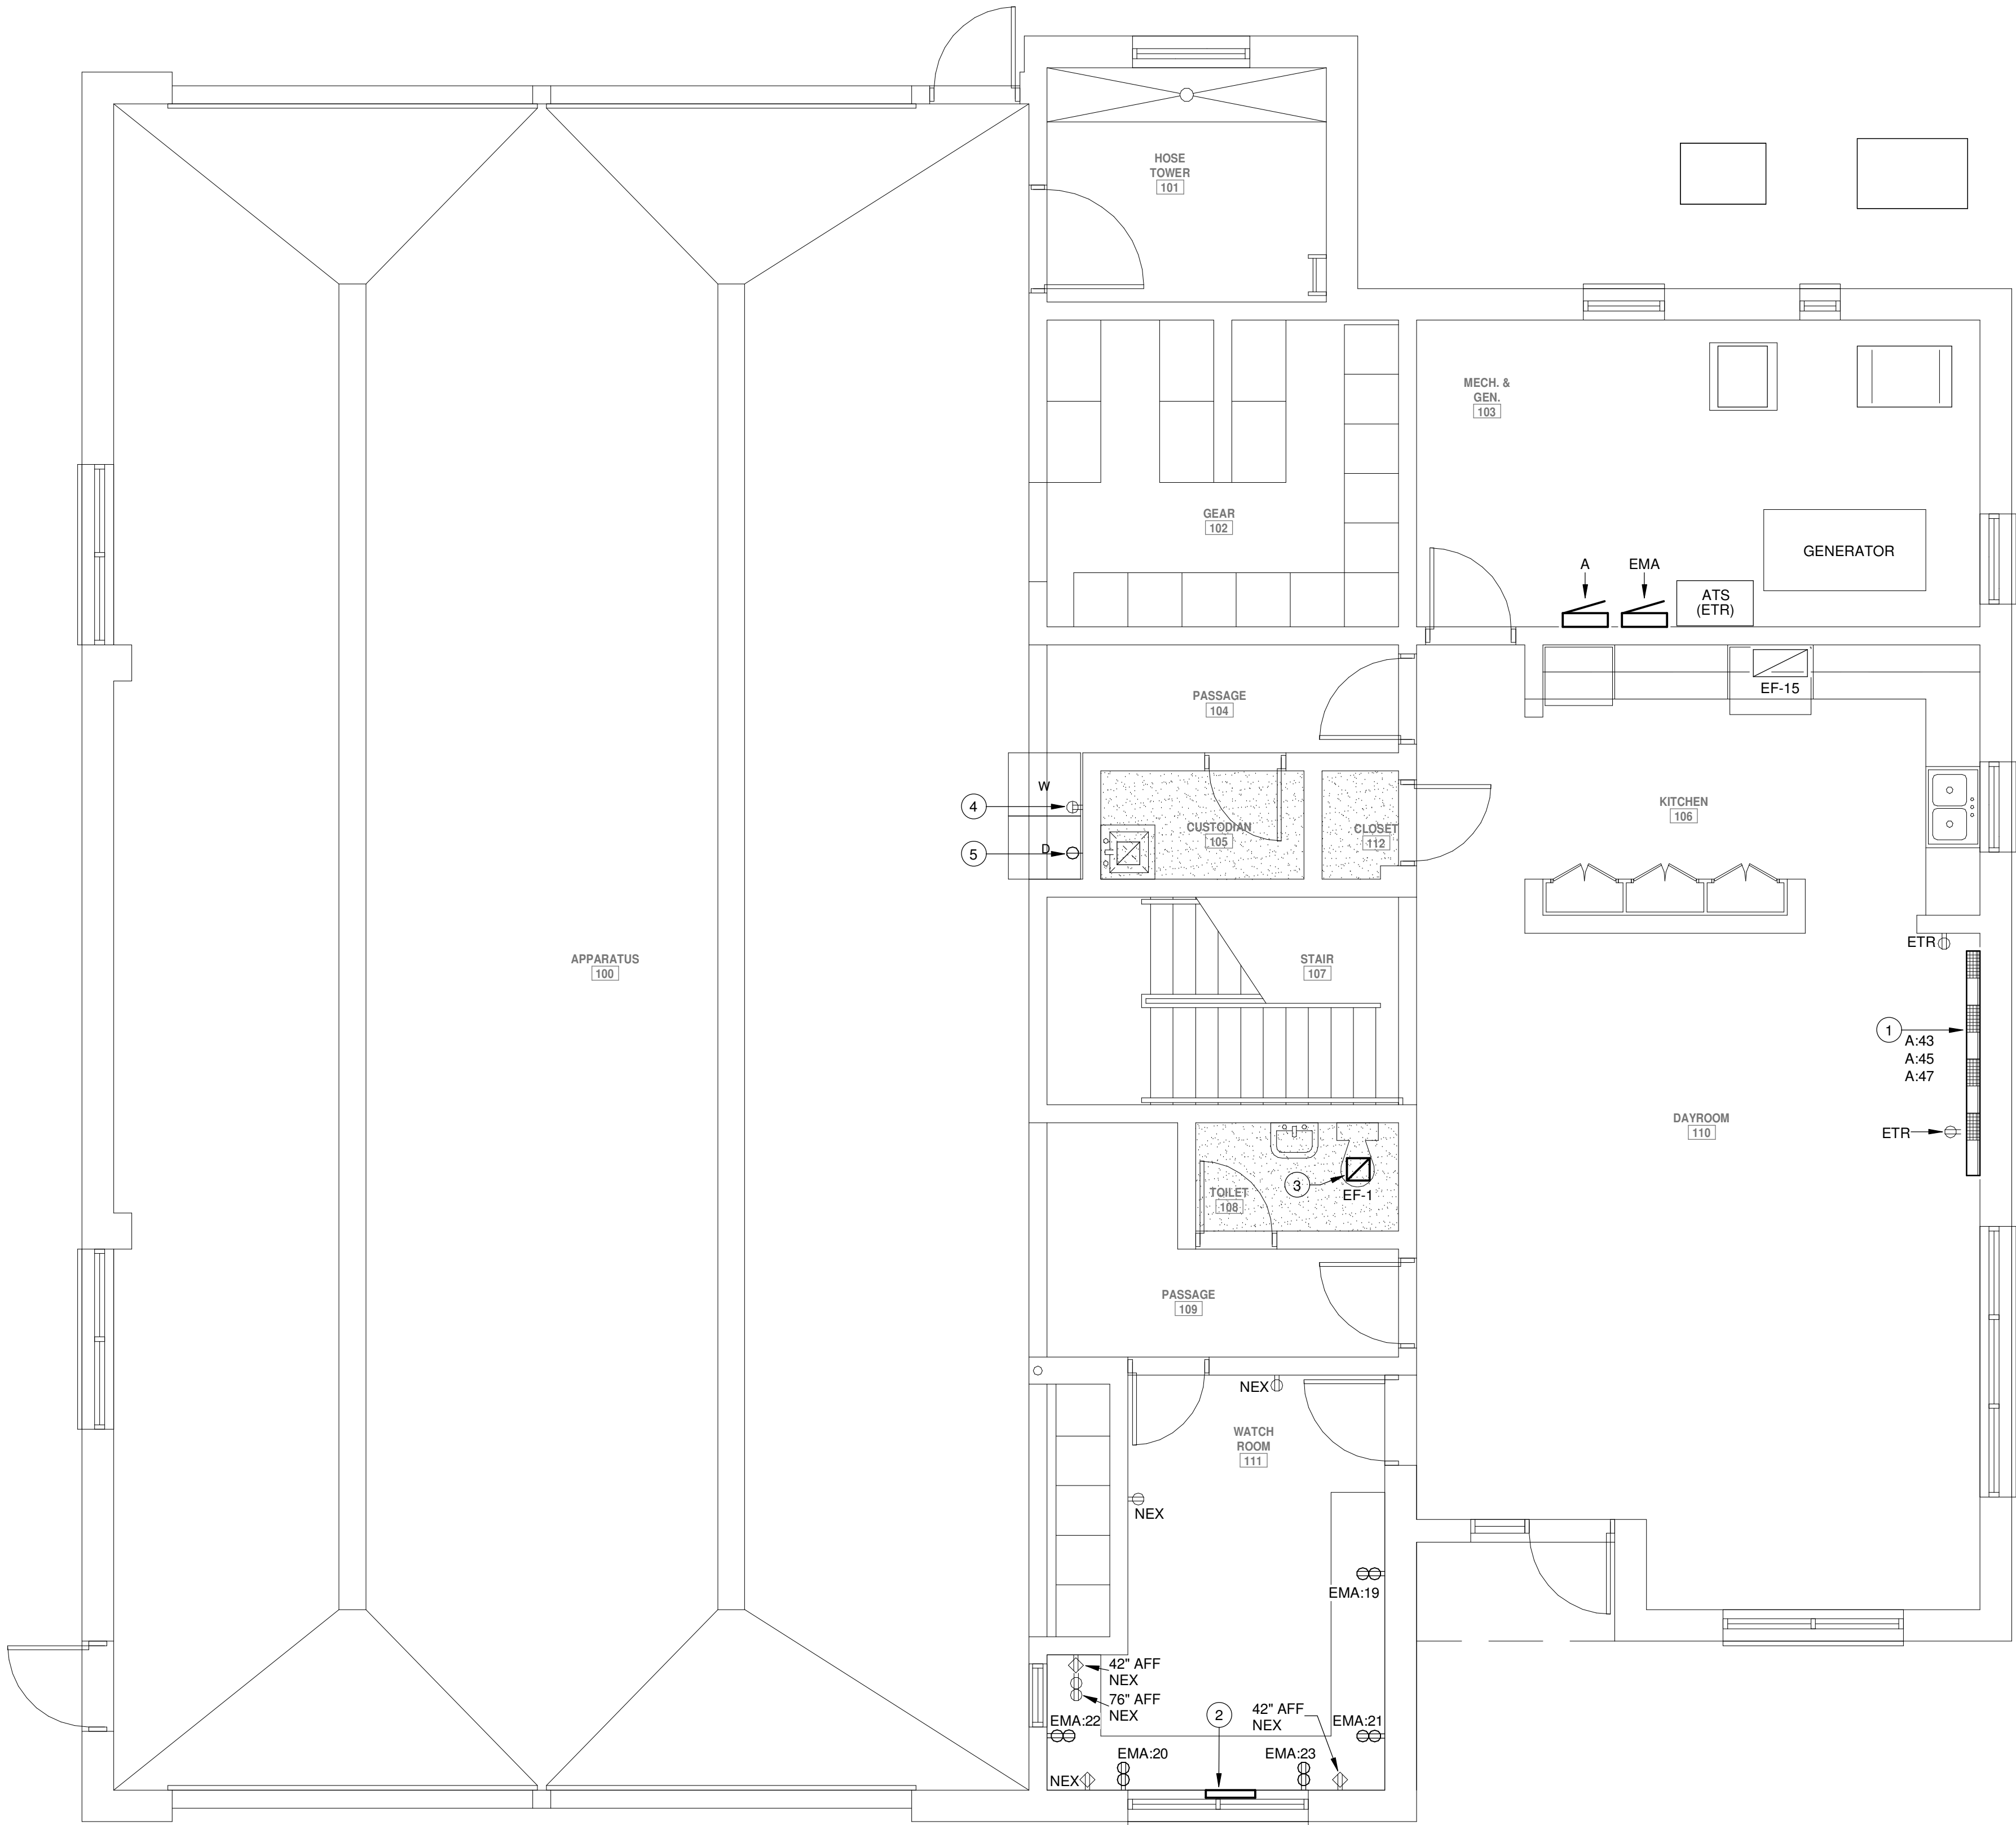 HOSE
TOWER
101
MECH. &
GEN.
103
GEAR
102
GENERATOR
A
EMA
ATS
(ETR)
PASSAGE
104
EF-15
W
4
KITCHEN
106
CUSTODIAN
105
CLOSET
112
D
5
ETR
APPARATUS
100
STAIR
107
1
A:43
A:45
A:47
DAYROOM
110
ETR
3
TOILET
108
EF-1
PASSAGE
109
NEX
WATCH
ROOM
111
NEX
EMA:19
42" AFF
NEX
76" AFF
NEX
2
42" AFF
NEX
EMA:22
EMA:21
EMA:20
EMA:23
NEX